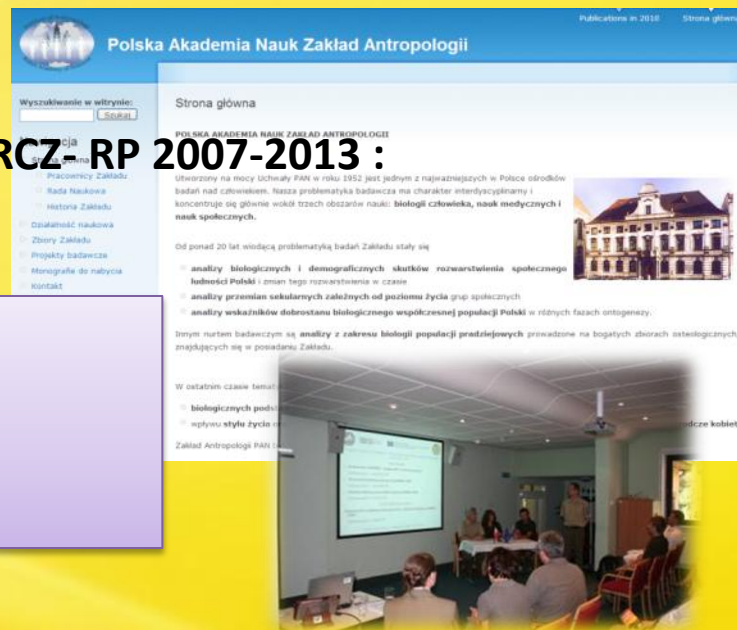 Publications in 2010 Strona główna
Polska Akademia Nauk Zakład Antropologii
Wyszukiwanie w witrynie:
Szukaj
Strona główna
RCZ- RP 2007-2013 :
Pracownicy Zakładu
Rada Naukowa
Historia Zakładu
Działalność naukowa
Zbiory Zakładu
Projekty badawcze
Monografie do nabycia
Kontakt
POLSKA AKADEMIA NAUK ZAKŁAD ANTROPOLOGII
Utworzony na mocy Uchwały PAN w roku 1952 jest jednym z najważniejszych w Polsce ośrodków
badań nad człowiekiem. Nasza problematyka badawcza ma charakter interdyscyplinarny i
koncentruje się głównie wokół trzech obszarów nauki: biologii człowieka, nauk medycznych i
nauk społecznych.
Od ponad 20 lat wiodącą problematyką badań Zakładu stały się
analizy biologicznych i demograficznych skutków rozwarstwienia społecznego
ludności Polski i zmian tego rozwarstwienia w czasie
analizy przemian sekularnych zależnych od poziomu życia grup społecznych
analizy wskaźników dobrostanu biologicznego współczesnej populacji Polski w różnych fazach ontogenezy.
Innym nurtem badawczym są analizy z zakresu biologii populacji pradziejowych prowadzone na bogatych zbiorach osteologicznych,
znajdujących się w posiadaniu Zakładu.
W ostatnim czasie
biologicznych
wpływu stylu życia kobiet
Zakład Antropologii PAN